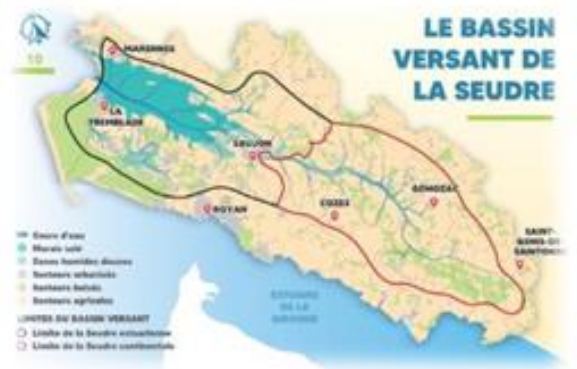 LE BASSIN
VERSANT DE
LA SEUDRE
10
MARENNES
LA
TREMBLADE
SAUJON
ROYAN
COZES
GEMOZAC
SAINT-
GENIS-DE-
SAINTONGE
ESTUAIRE
DE LA
GIRONDE
Cours d'eau
Marais salé
Zones humides douces
Secteurs urbanisés
Secteurs boisés
Secteurs agricoles
LIMITES DU BASSIN VERSANT
Limite de la Seudre estuarienne
Limite de la Seudre continentale